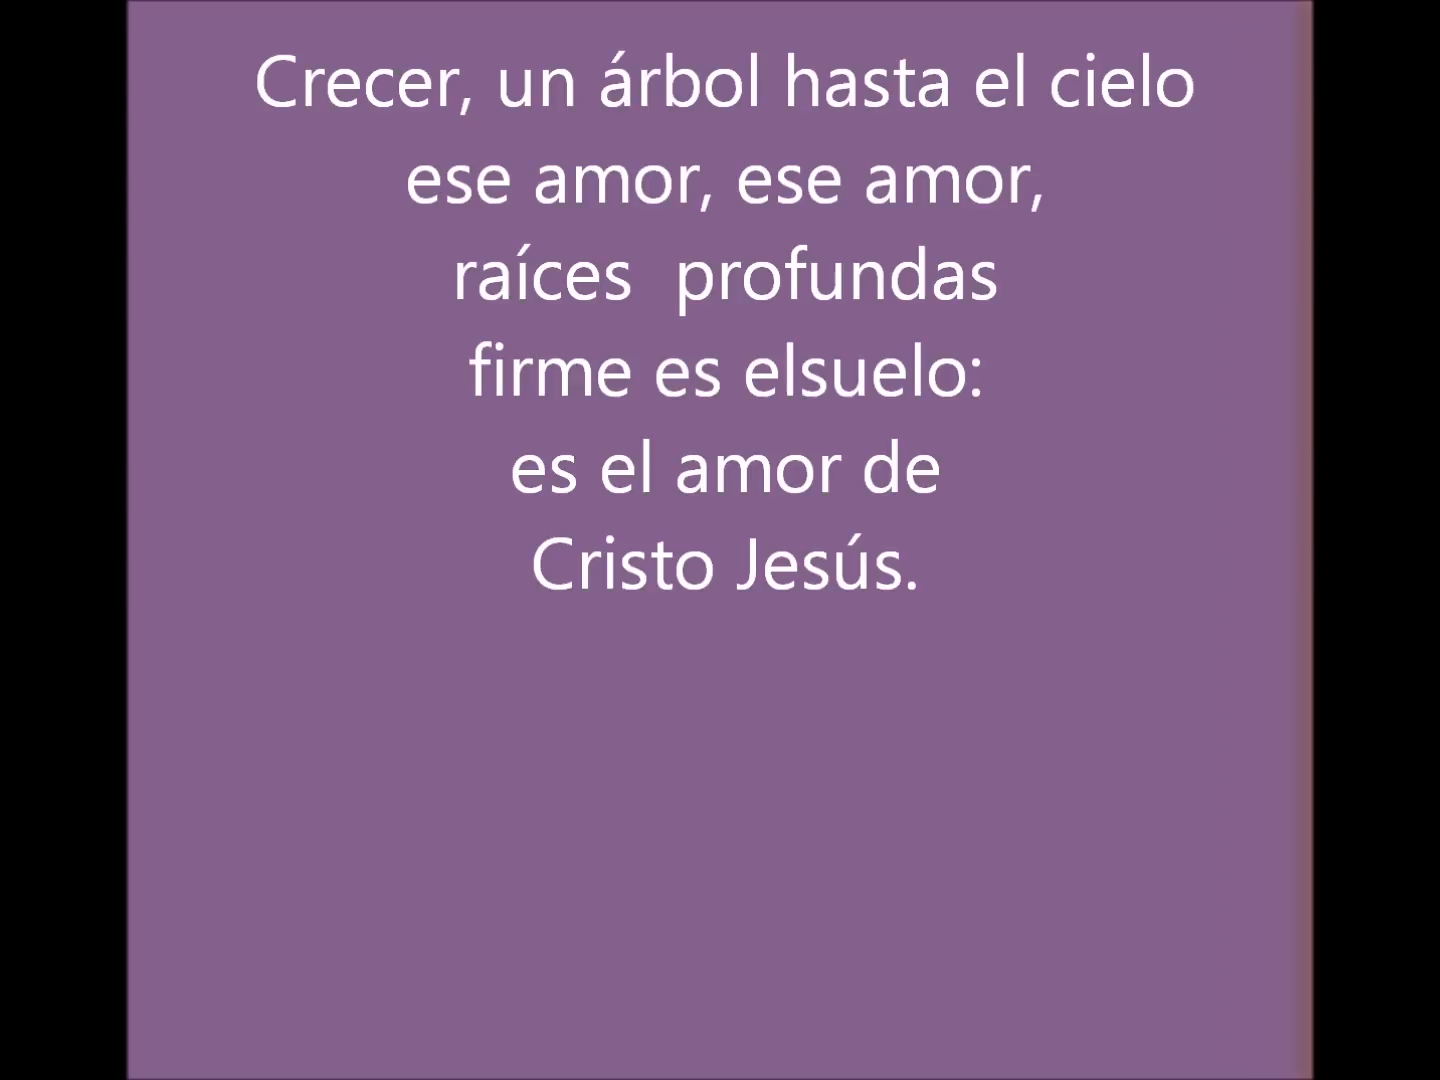 Crecer, un árbol hasta el cielo
ese amor, ese amor,
raíces  profundas
firme es elsuelo:
es el amor de
Cristo Jesús.